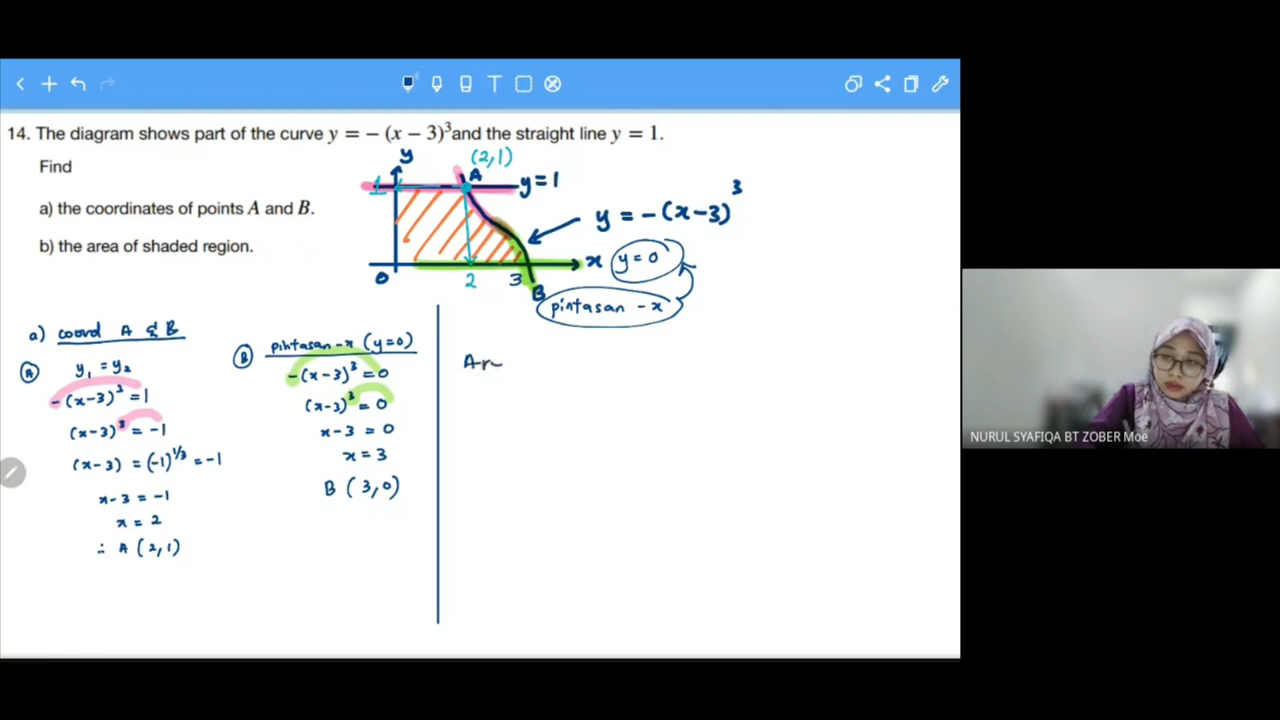 14. The diagram shows part of the curve y = − (x − 3)³and the straight line y = 1.
Find
a) the coordinates of points A and B.
b) the area of shaded region.
y
(2,1)
A
1
y=1
y = -(x-3)³
x
y=0
0
2
3
B
pintasan -x
a) coord A & B
A
y₁ = y₂
-(x-3)³ = 1
(x-3)³ = -1
(x-3) = (-1)^1/3 = -1
x-3 = -1
x = 2
∴ A (2,1)
B
pintasan -x (y=0)
-(x-3)³ = 0
(x-3)³ = 0
x-3 = 0
x = 3
B (3,0)
Ar
NURUL SYAFIQA BT ZOBER Moe